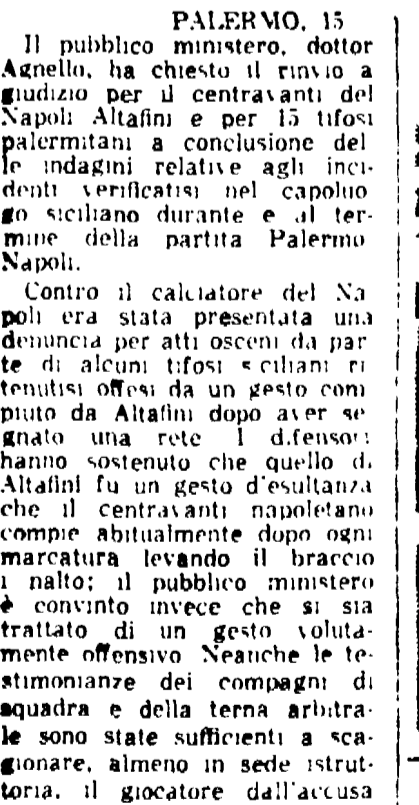 PALERMO, 15
Il pubblico ministero, dottor
Agnello, ha chiesto il rinvio a
giudizio per il centravanti del
Napoli Altafini e per 15 tifosi
palermitani a conclusione del
le indagini relative agli inci-
denti verificatisi nel capoluo
go siciliano durante e al ter-
mine della partita Palermo
Napoli.
Contro il calciatore del Na
poli era stata presentata una
denuncia per atti osceni da par
te di alcuni tifosi siciliani ri
tenutisi offesi da un gesto com
piuto da Altafini dopo aver se
gnato una rete I difensori
hanno sostenuto che quello di
Altafini fu un gesto d'esultanza
che il centravanti napoletano
compie abitualmente dopo ogni
marcatura levando il braccio
i nalto; il pubblico ministero
è convinto invece che si sia
trattato di un gesto voluta-
mente offensivo Neanche le te-
stimonianze dei compagni di
squadra e della terna arbitra-
le sono state sufficienti a sca-
gionare, almeno in sede istrut-
toria, il giocatore dall'accusa